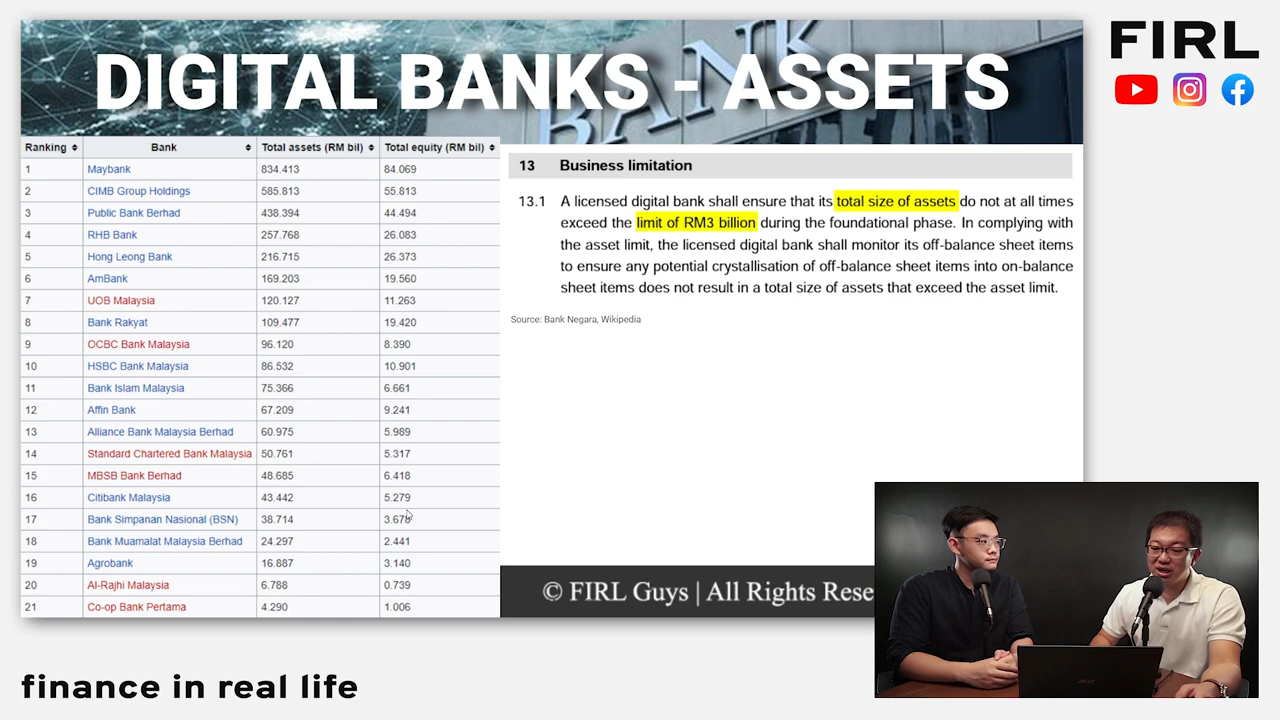 DIGITAL BANKS - ASSETS
FIRL
Ranking Bank Total assets (RM bil) Total equity (RM bil)
1 Maybank 834.413 84.069
2 CIMB Group Holdings 585.813 55.813
3 Public Bank Berhad 438.394 44.494
4 RHB Bank 257.768 26.083
5 Hong Leong Bank 216.715 26.373
6 AmBank 169.203 19.560
7 UOB Malaysia 120.127 11.263
8 Bank Rakyat 109.477 19.420
9 OCBC Bank Malaysia 96.120 8.390
10 HSBC Bank Malaysia 86.532 10.901
11 Bank Islam Malaysia 75.366 6.661
12 Affin Bank 67.209 9.241
13 Alliance Bank Malaysia Berhad 60.975 5.989
14 Standard Chartered Bank Malaysia 50.761 5.317
15 MBSB Bank Berhad 48.685 6.418
16 Citibank Malaysia 43.442 5.279
17 Bank Simpanan Nasional (BSN) 38.714 3.678
18 Bank Muamalat Malaysia Berhad 24.297 2.441
19 Agrobank 16.887 3.140
20 Al-Rajhi Malaysia 6.788 0.739
21 Co-op Bank Pertama 4.290 1.006
13 Business limitation
13.1 A licensed digital bank shall ensure that its total size of assets do not at all times
exceed the limit of RM3 billion during the foundational phase. In complying with
the asset limit, the licensed digital bank shall monitor its off-balance sheet items
to ensure any potential crystallisation of off-balance sheet items into on-balance
sheet items does not result in a total size of assets that exceed the asset limit.
Source: Bank Negara, Wikipedia
© FIRL Guys | All Rights Rese
finance in real life
BANK
acer